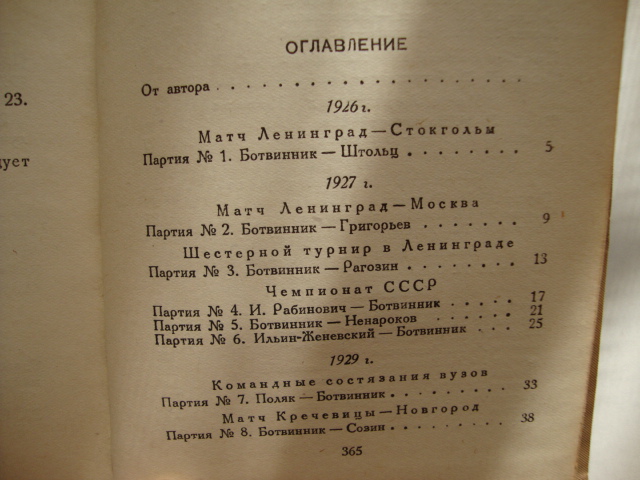 23.
дует
ОГЛАВЛЕНИЕ
От автора . . . . . . . . . . . . . . . .
1926 г.
Матч Ленинград — Стокгольм
Партия № 1. Ботвинник — Штольц . . . . . . . . 5
1927 г.
Матч Ленинград — Москва
Партия № 2. Ботвинник — Григорьев . . . . . . . 9
Шестерной турнир в Ленинграде
Партия № 3. Ботвинник — Рагозин . . . . . . . . 13
Чемпионат СССР
Партия № 4. И. Рабинович — Ботвинник . . . . . 17
Партия № 5. Ботвинник — Ненароков . . . . . . 21
Партия № 6. Ильин-Женевский — Ботвинник . . . 25
1929 г.
Командные состязания вузов
Партия № 7. Поляк — Ботвинник . . . . . . . . . 33
Матч Кречевицы — Новгород
Партия № 8. Ботвинник — Созин . . . . . . . . . 38
365